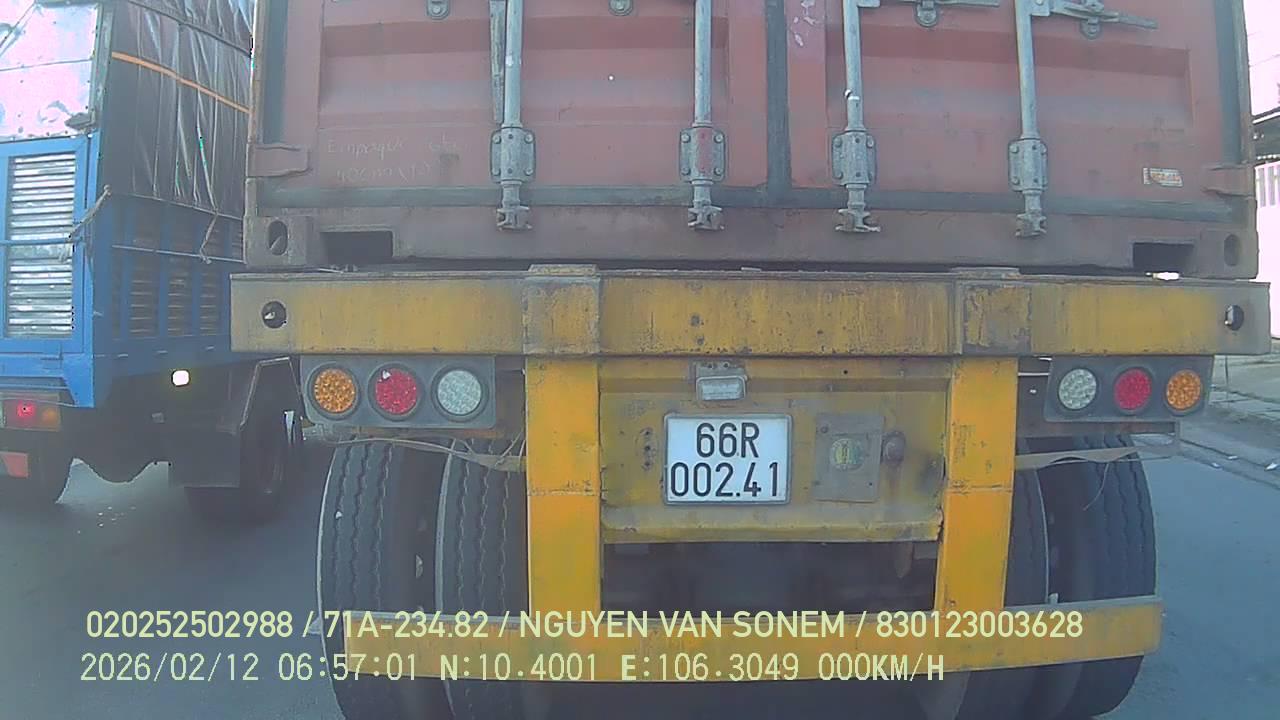 66R
002.41
020252502988 / 71A-234.82 / NGUYEN VAN SONEM / 830123003628
2026/02/12 06:57:01 N:10.4001 E:106.3049 000KM/H